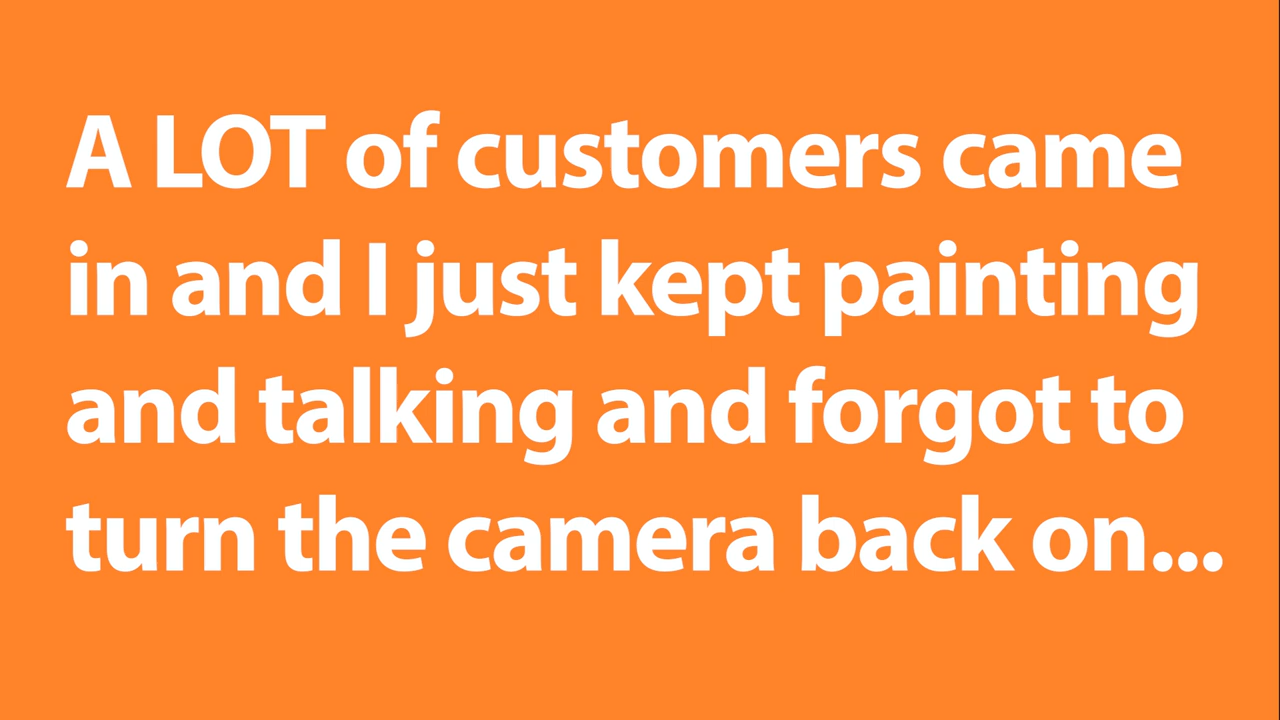 A LOT of customers came
in and I just kept painting
and talking and forgot to
turn the camera back on...